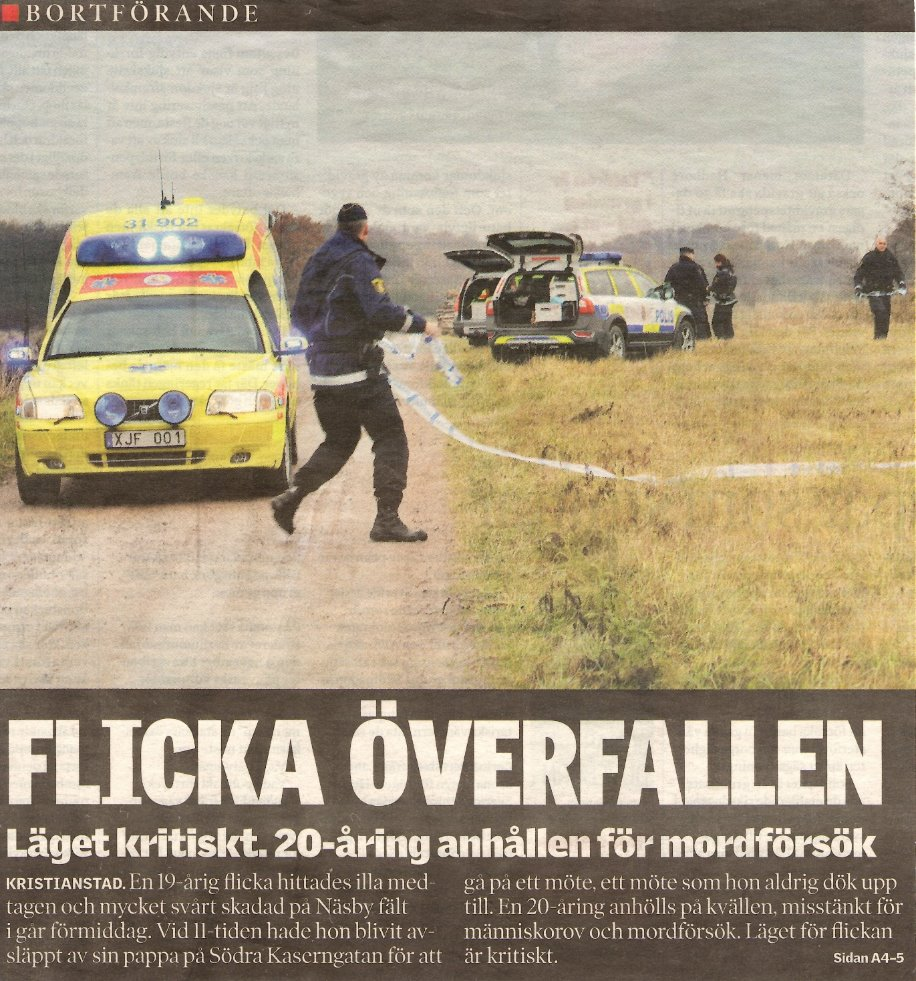 BORTFÖRANDE
31 902
POLIS
XJF 001
FLICKA ÖVERFALLEN
Läget kritiskt. 20-åring anhållen för mordförsök
KRISTIANSTAD. En 19-årig flicka hittades illa med-
tagen och mycket svårt skadad på Näsby fält
i går förmiddag. Vid 11-tiden hade hon blivit av-
släppt av sin pappa på Södra Kaserngatan för att
gå på ett möte, ett möte som hon aldrig dök upp
till. En 20-åring anhölls på kvällen, misstänkt för
människorov och mordförsök. Läget för flickan
är kritiskt.
Sidan A4–5